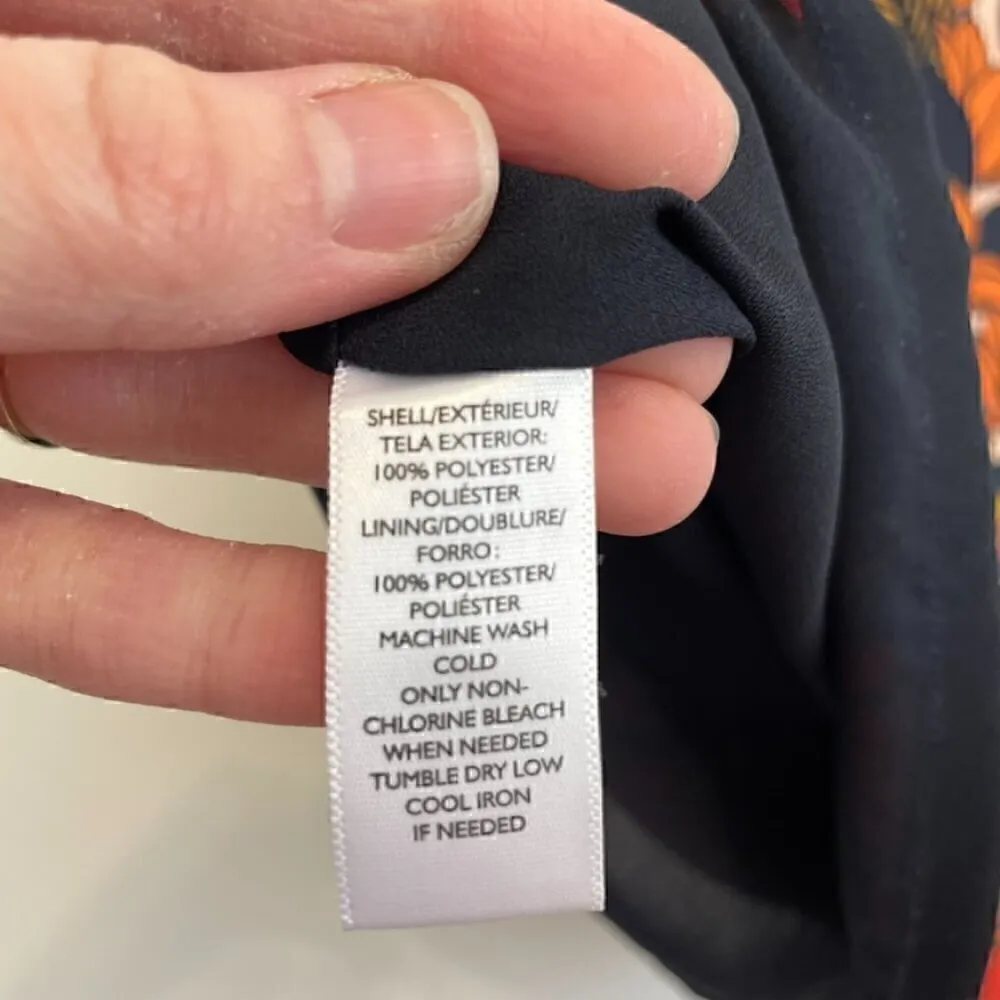 SHELL/EXTÉRIEUR/
TELA EXTERIOR:
100% POLYESTER/
POLIÉSTER
LINING/DOUBLURE/
FORRO:
100% POLYESTER/
POLIÉSTER
MACHINE WASH
COLD
ONLY NON-
CHLORINE BLEACH
WHEN NEEDED
TUMBLE DRY LOW
COOL IRON
IF NEEDED